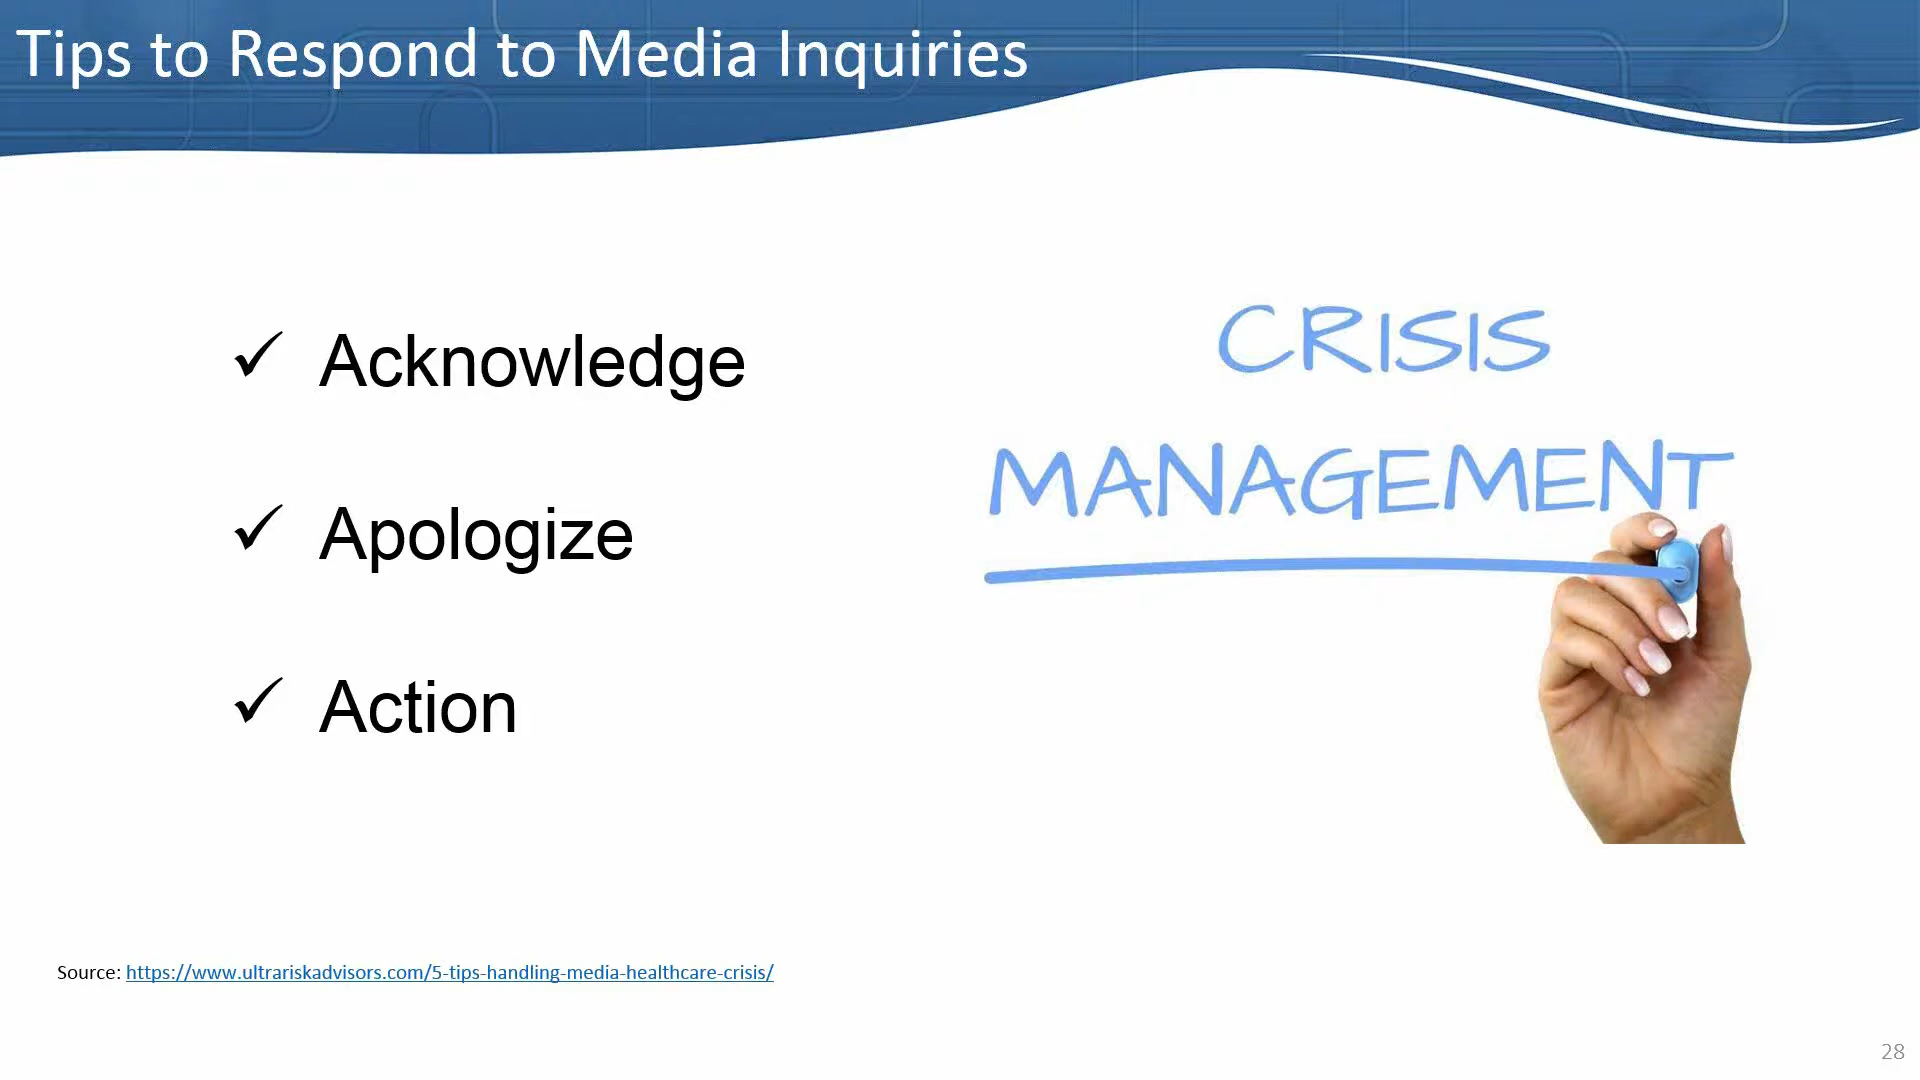 Tips to Respond to Media Inquiries
✓ Acknowledge
✓ Apologize
✓ Action
CRISIS
MANAGEMENT
Source: https://www.ultrariskadvisors.com/5-tips-handling-media-healthcare-crisis/
28